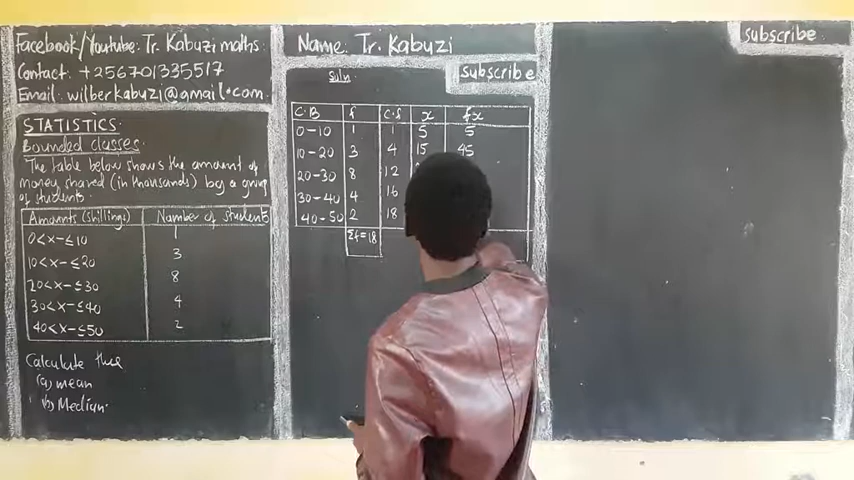 Facebook/Youtube: Tr. Kabuzi maths.
Contact: +256701335517
Email: wilberkabuzi@gmail.com.
STATISTICS
Bounded classes
The table below shows the amount of
money shared (in thousands) by a group
of students.
Amounts (shillings) Number of students
0<x-≤10 1
10<x-≤20 3
20<x-≤30 8
30<x-≤40 4
40<x-≤50 2
Calculate the
(a) mean
(b) Median.
Name: Tr. Kabuzi
Soln
subscribe
C.B f c.f x fx
0-10 1 1 5 5
10-20 3 4 15 45
20-30 8 12
30-40 4 16
40-50 2 18
Σf=18
subscribe